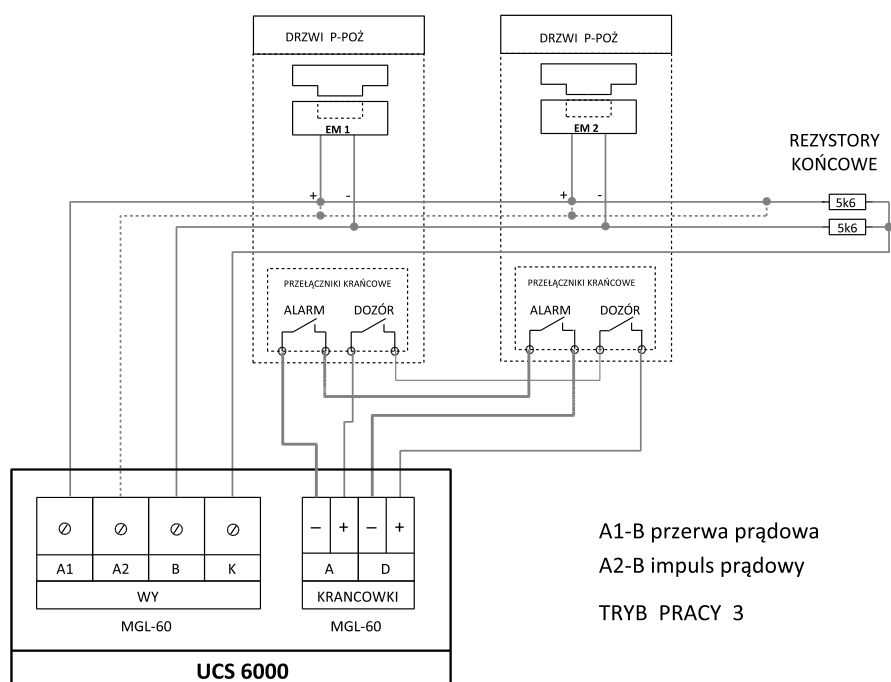 DRZWI P-POŻ
DRZWI P-POŻ
EM 1
EM 2
REZYSTORY
KOŃCOWE
+ -
+ -
5k6
5k6
PRZEŁĄCZNIKI KRAŃCOWE
PRZEŁĄCZNIKI KRAŃCOWE
ALARM DOZÓR
ALARM DOZÓR
– + – +
A1 A2 B K
A D
WY
KRANCOWKI
MGL-60
MGL-60
UCS 6000
A1-B przerwa prądowa
A2-B impuls prądowy
TRYB PRACY 3